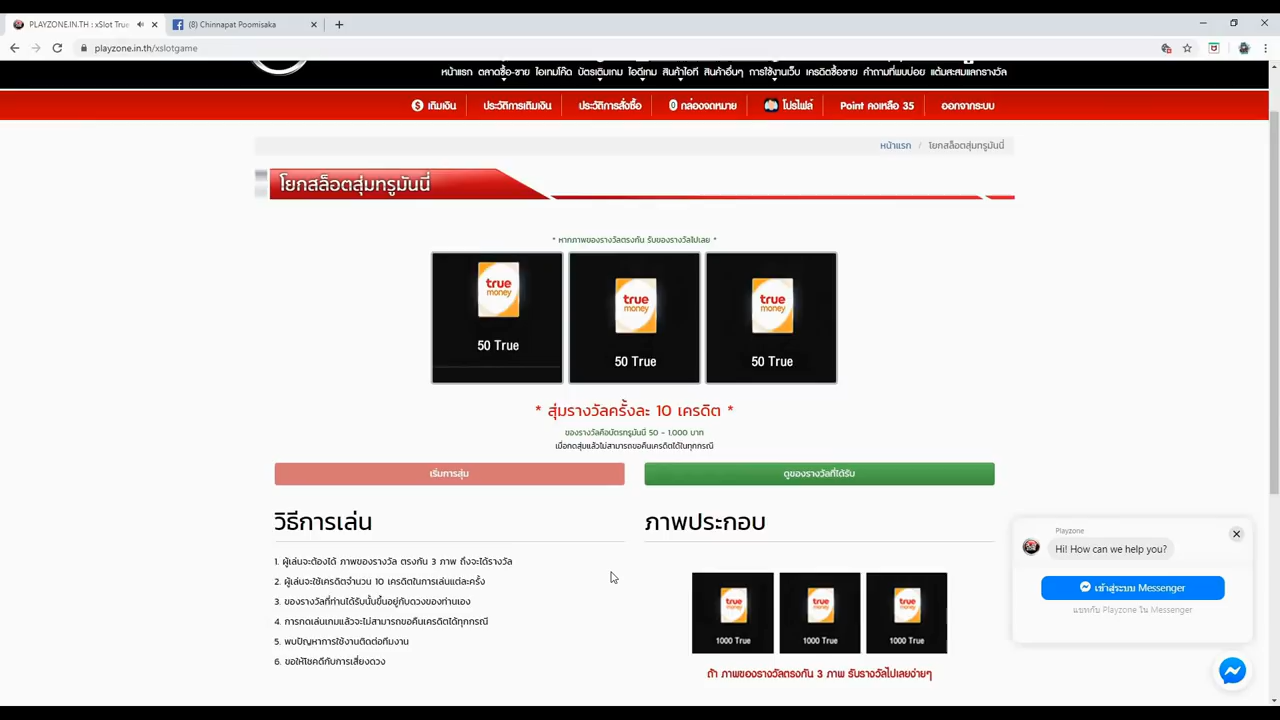 PLAYZONE.IN.TH : xSlot True
(8) Chinnapat Poomisaka
playzone.in.th/xslotgame
หน้าแรก ตลาดซื้อ-ขาย ไอเทมโค๊ด บัตรเติมเกม ไอดีเกม สินค้าไอที สินค้าอื่นๆ การใช้งานเว็บ เครดิตซื้อขาย คำถามที่พบบ่อย แต้มสะสมแลกรางวัล
$ เติมเงิน ประวัติการเติมเงิน ประวัติการสั่งซื้อ 0 กล่องจดหมาย โปรไฟล์ Point คงเหลือ 35 ออกจากระบบ
หน้าแรก / โยกสล็อตสุ่มทรูมันนี่
โยกสล็อตสุ่มทรูมันนี่
* หากภาพของรางวัลตรงกัน รับของรางวัลไปเลย *
true money true money true money
50 True 50 True 50 True
* สุ่มรางวัลครั้งละ 10 เครดิต *
ของรางวัลคือบัตรทรูมันนี่ 50 - 1,000 บาท
เมื่อกดสุ่มแล้วไม่สามารถขอคืนเครดิตได้ทุกกรณี
เริ่มการสุ่ม ดูของรางวัลที่ได้รับ
วิธีการเล่น
1. ผู้เล่นจะต้องได้ ภาพของรางวัล ตรงกัน 3 ภาพ ถึงจะได้รางวัล
2. ผู้เล่นจะใช้เครดิตจำนวน 10 เครดิตในการเล่นแต่ละครั้ง
3. ของรางวัลที่ท่านได้รับนั้นขึ้นอยู่กับดวงของท่านเอง
4. การกดเล่นเกมแล้วจะไม่สามารถขอคืนเครดิตได้ทุกกรณี
5. พบปัญหาการใช้งานติดต่อทีมงาน
6. ขอให้โชคดีกับการเสี่ยงดวง
ภาพประกอบ
true money true money true money
1000 True 1000 True 1000 True
ถ้า ภาพของรางวัลตรงกัน 3 ภาพ รับรางวัลไปเลยง่ายๆ
Playzone
Hi! How can we help you?
เข้าสู่ระบบ Messenger
แชทกับ Playzone ใน Messenger